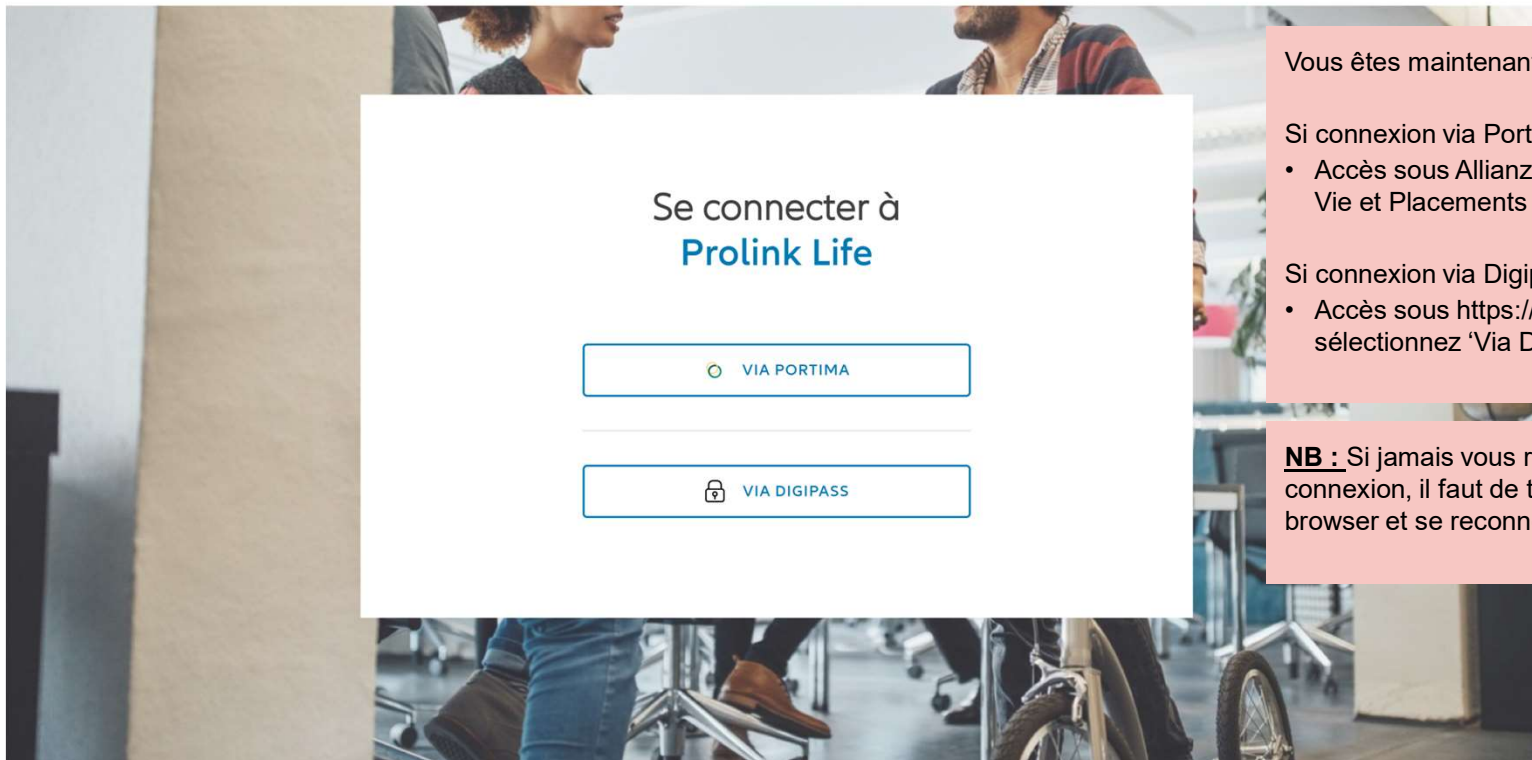 Se connecter à
Prolink Life
VIA PORTIMA
VIA DIGIPASS
Vous êtes maintenant
Si connexion via Port
• Accès sous Allianz
Vie et Placements
Si connexion via Digip
• Accès sous https://
sélectionnez ‘Via D
NB : Si jamais vous r
connexion, il faut de t
browser et se reconn